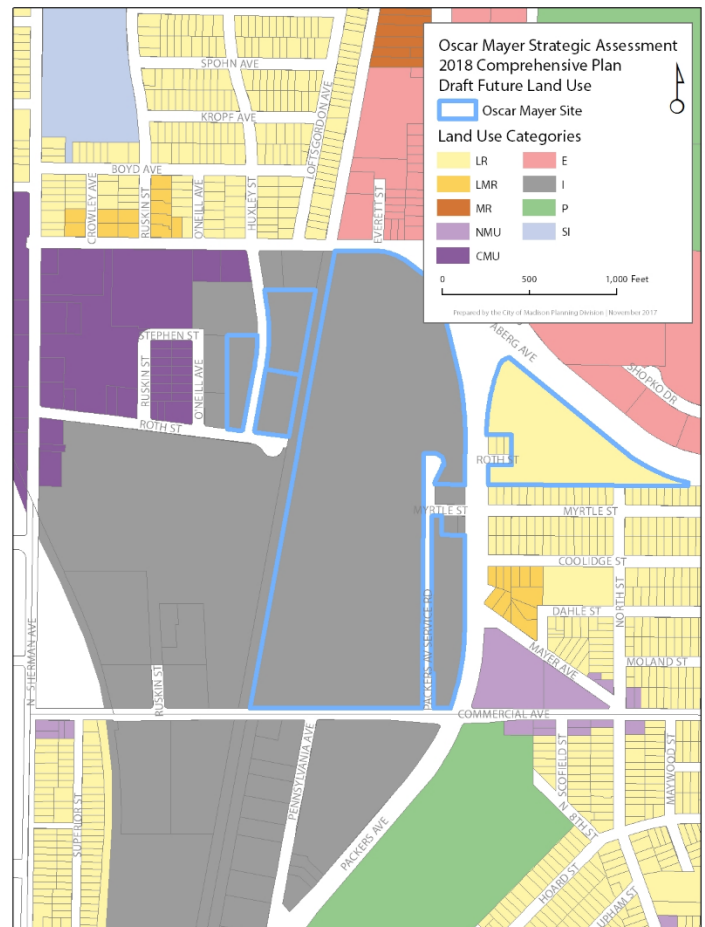 Oscar Mayer Strategic Assessment
2018 Comprehensive Plan
Draft Future Land Use
Oscar Mayer Site
Land Use Categories
LR
E
LMR
I
MR
P
NMU
SI
CMU
0
500
1,000 Feet
Prepared by the City of Madison Planning Division | November 2017
SPOHN AVE
KROPF AVE
LOFTSGORDON AVE
BOYD AVE
CROWLEY AVE
RUSKIN ST
O'NEILL AVE
HUXLEY ST
EVERETT ST
ABERG AVE
SHOPKO DR
STEPHEN ST
RUSKIN ST
O'NEILL AVE
ROTH ST
ROTH ST
MYRTLE ST
MYRTLE ST
COOLIDGE ST
DAHLE ST
NORTH ST
MAYER AVE
MOLAND ST
PACKERS AV SERVICE RD
N SHERMAN AVE
RUSKIN ST
COMMERCIAL AVE
PENNSYLVANIA AVE
PACKERS AVE
SUPERIOR ST
SCOFIELD ST
MAYWOOD ST
N 8TH ST
HOARD ST
UPHAM ST